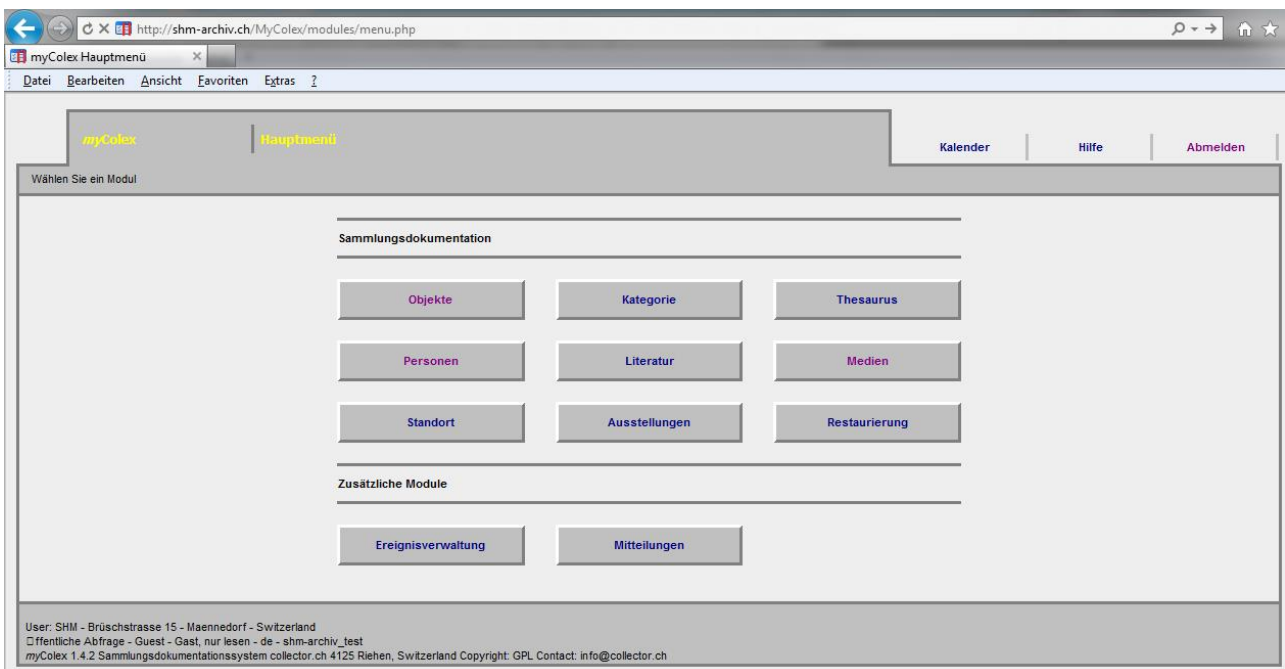 http://shm-archiv.ch/MyColex/modules/menu.php
myColex Hauptmenü
Datei Bearbeiten Ansicht Favoriten Extras ?
myColex Hauptmenü
Kalender Hilfe Abmelden
Wählen Sie ein Modul
Sammlungsdokumentation
Objekte Kategorie Thesaurus
Personen Literatur Medien
Standort Ausstellungen Restaurierung
Zusätzliche Module
Ereignisverwaltung Mitteilungen
User: SHM - Brüschstrasse 15 - Maennedorf - Switzerland
□ffentliche Abfrage - Guest - Gast, nur lesen - de - shm-archiv_test
myColex 1.4.2 Sammlungsdokumentationssystem collector.ch 4125 Riehen, Switzerland Copyright: GPL Contact: info@collector.ch